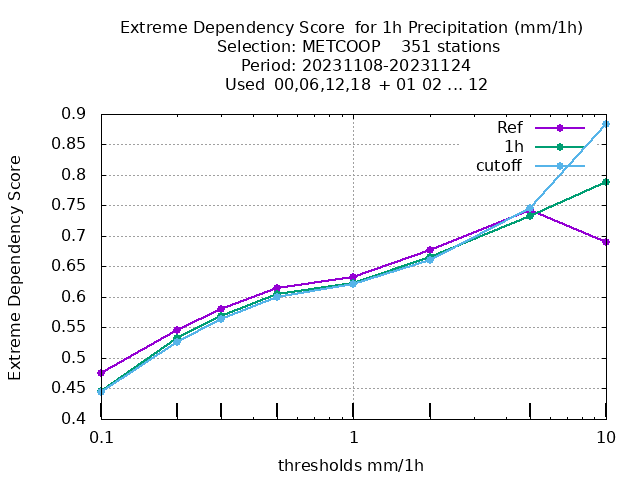 Extreme Dependency Score  for 1h Precipitation (mm/1h)
Selection: METCOOP    351 stations
Period: 20231108-20231124
Used  00,06,12,18 + 01 02 ... 12
Extreme Dependency Score
0.9
0.85
0.8
0.75
0.7
0.65
0.6
0.55
0.5
0.45
0.4
Ref
1h
cutoff
0.1 1 10
thresholds mm/1h